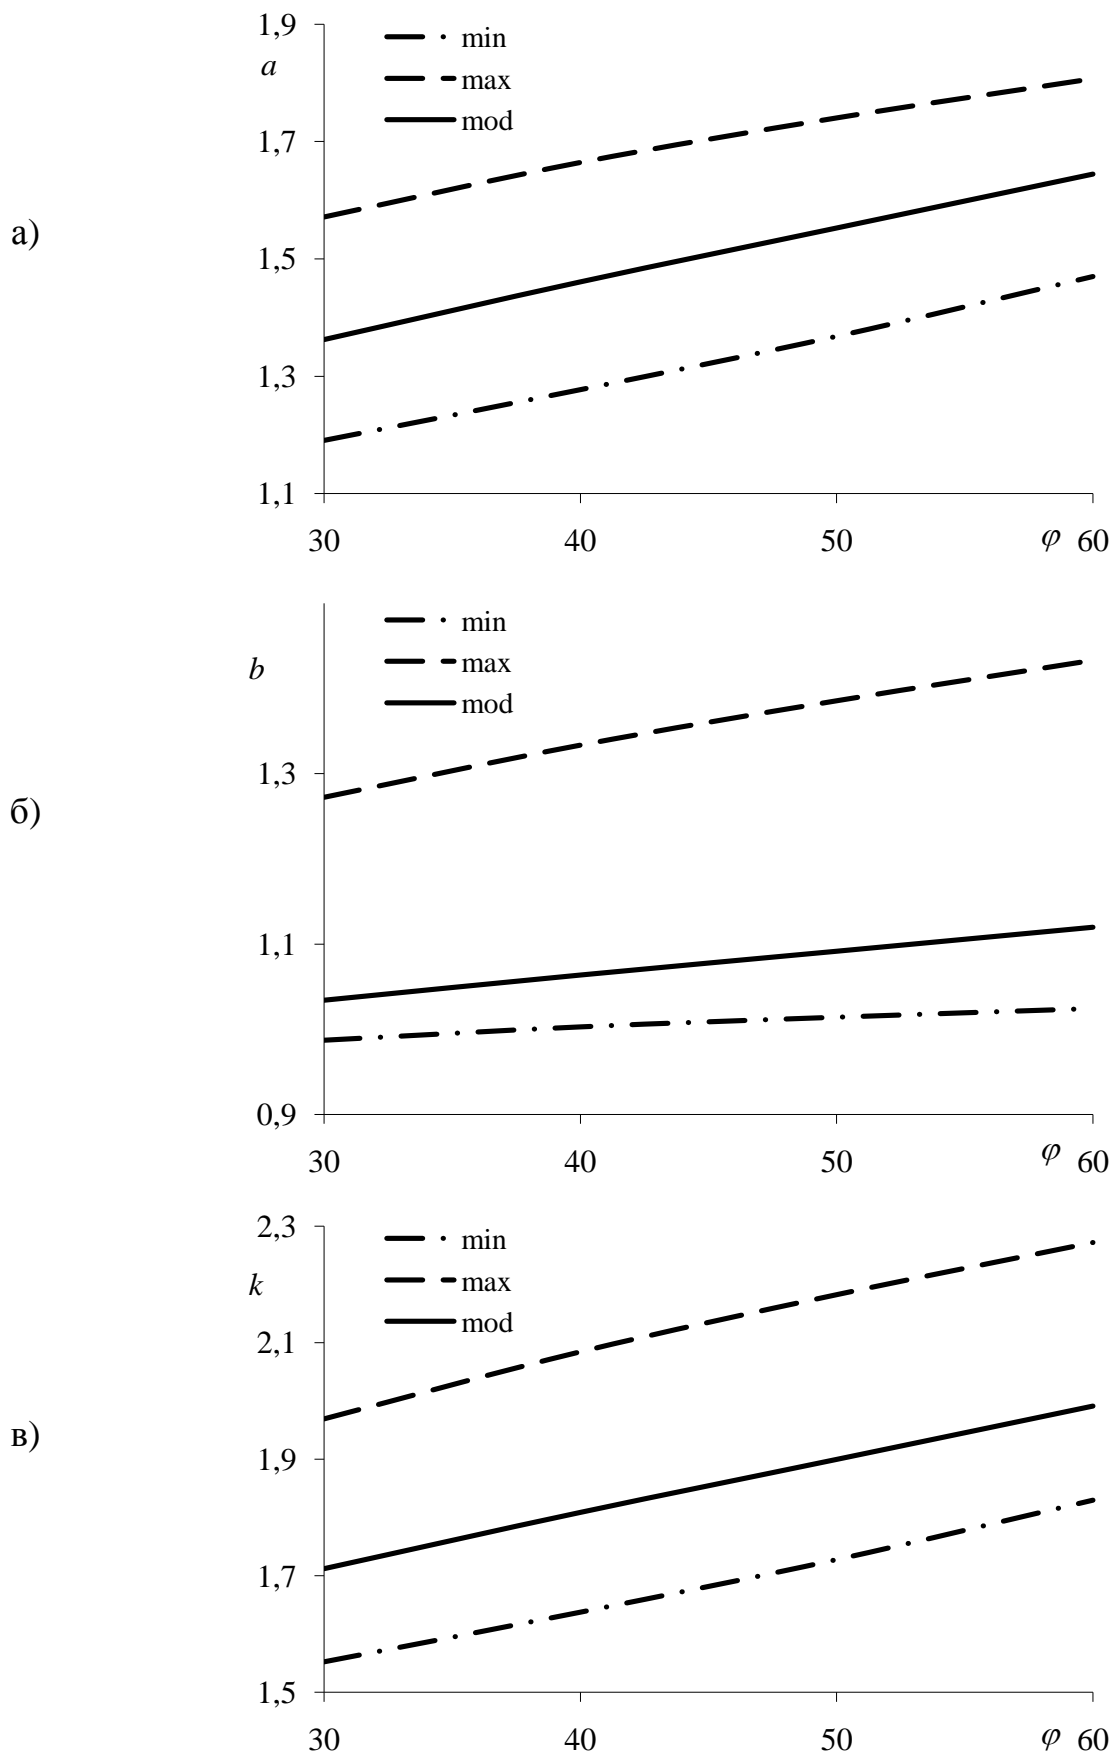 1,9
min
a
max
mod
1,7
а)
1,5
1,3
1,1
30 40 50 φ 60
min
b
max
mod
1,3
б)
1,1
0,9
30 40 50 φ 60
2,3
min
k
max
mod
2,1
1,9
в)
1,7
1,5
30 40 50 φ 60